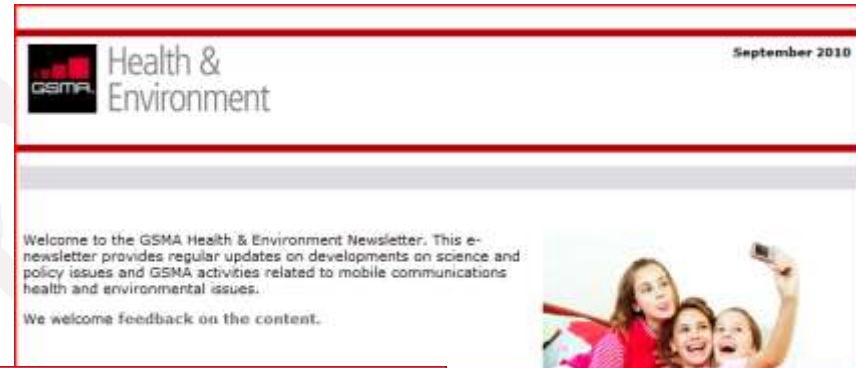 September 2010
GSMA
Health &
Environment
Welcome to the GSMA Health & Environment Newsletter. This e-
newsletter provides regular updates on developments on science and
policy issues and GSMA activities related to mobile communications
health and environmental issues.
We welcome feedback on the content.